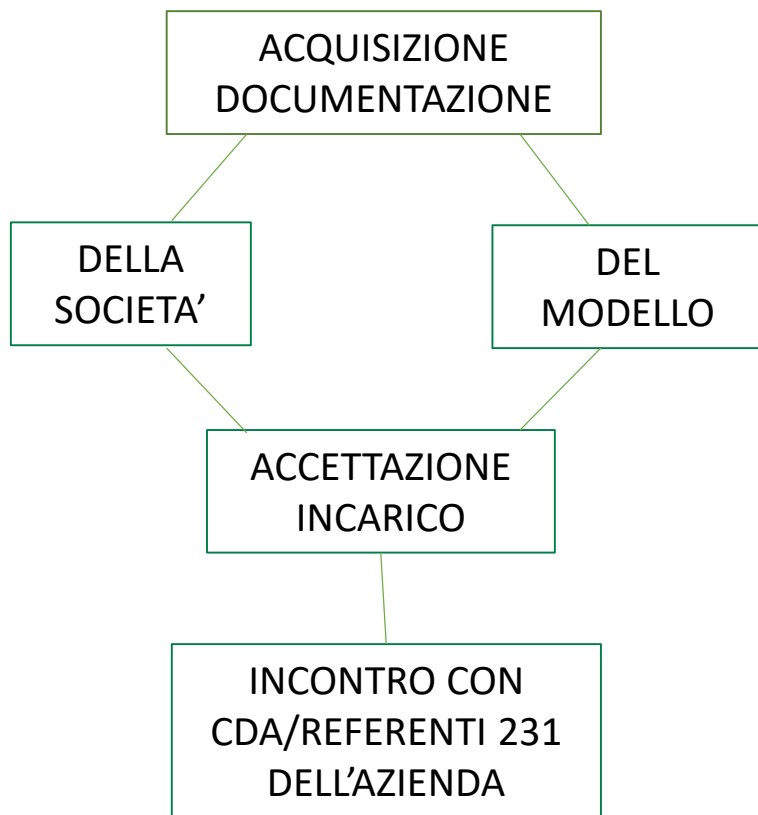 ACQUISIZIONE
DOCUMENTAZIONE
DELLA
SOCIETA’
DEL
MODELLO
ACCETTAZIONE
INCARICO
INCONTRO CON
CDA/REFERENTI 231
DELL’AZIENDA